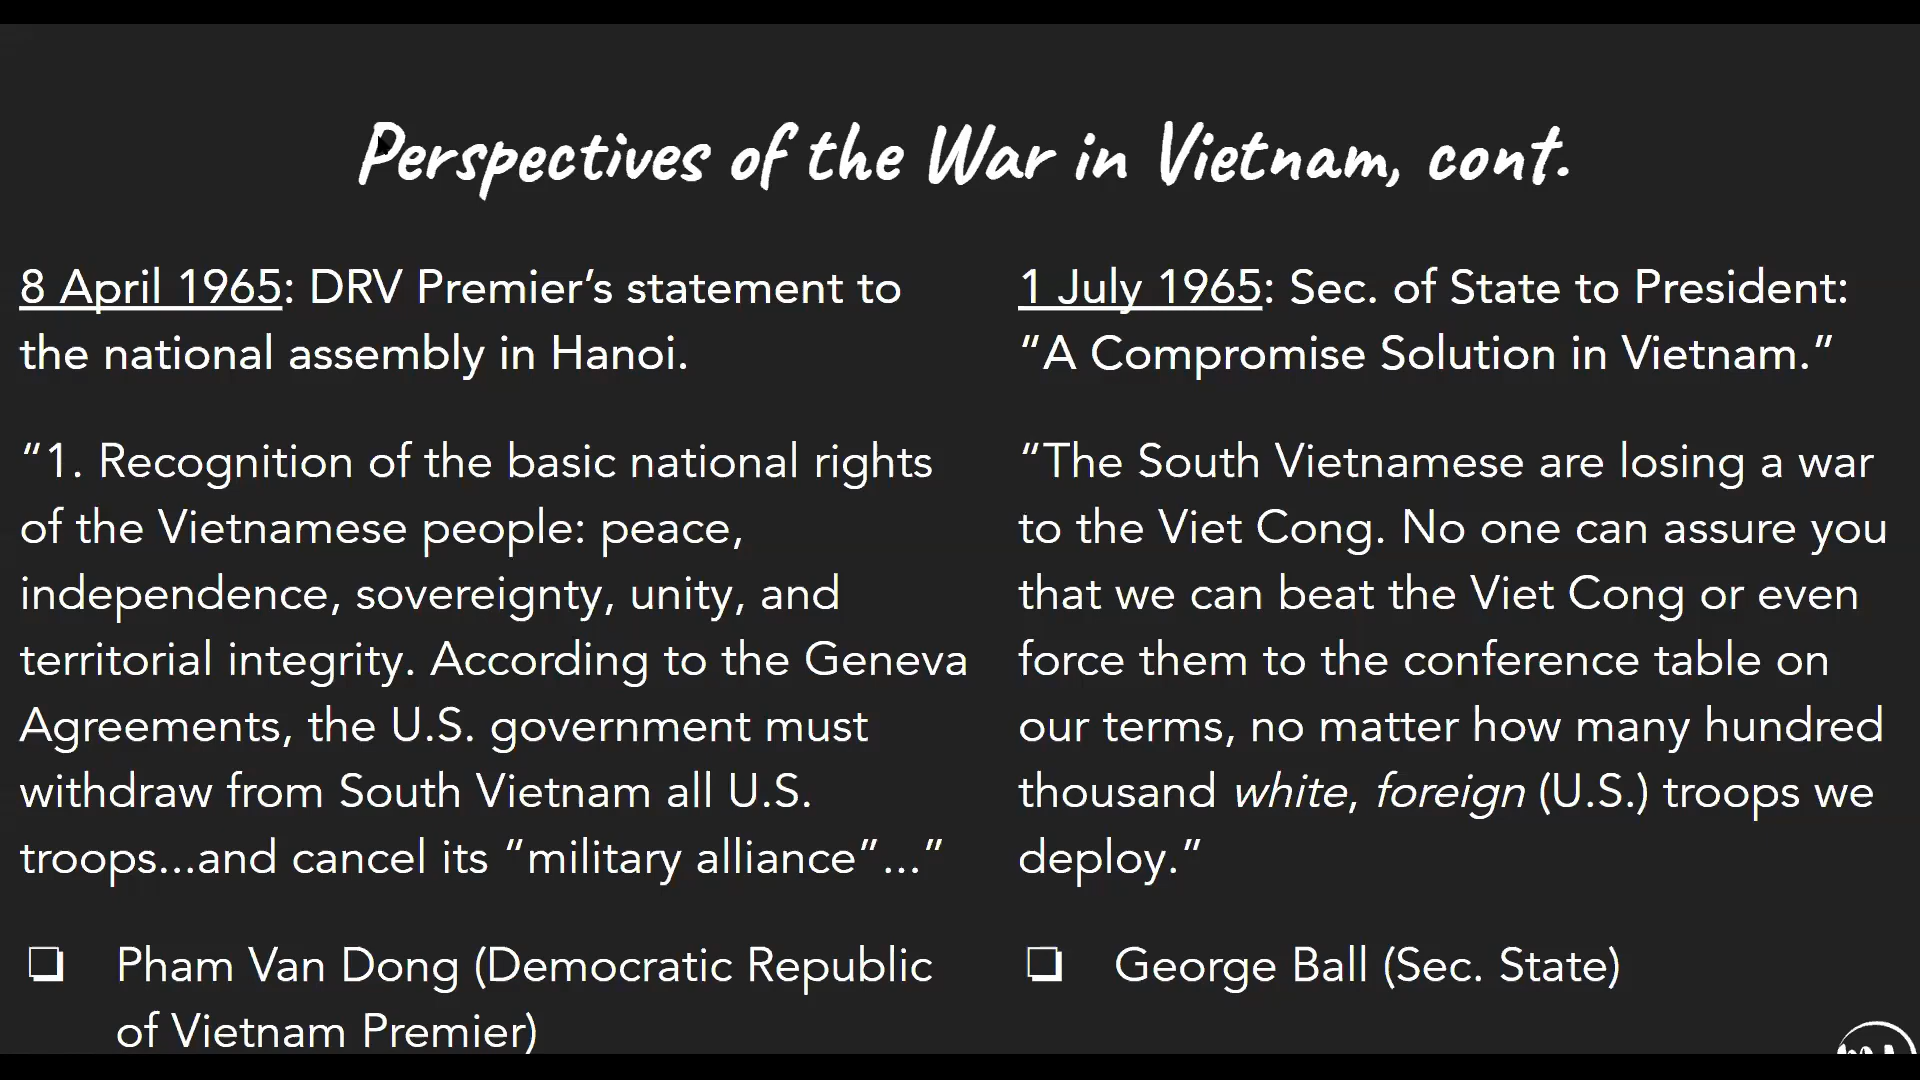 Perspectives of the War in Vietnam, cont.
8 April 1965: DRV Premier’s statement to
the national assembly in Hanoi.
“1. Recognition of the basic national rights
of the Vietnamese people: peace,
independence, sovereignty, unity, and
territorial integrity. According to the Geneva
Agreements, the U.S. government must
withdraw from South Vietnam all U.S.
troops...and cancel its “military alliance”...”
❏ Pham Van Dong (Democratic Republic
of Vietnam Premier)
1 July 1965: Sec. of State to President:
“A Compromise Solution in Vietnam.”
“The South Vietnamese are losing a war
to the Viet Cong. No one can assure you
that we can beat the Viet Cong or even
force them to the conference table on
our terms, no matter how many hundred
thousand white, foreign (U.S.) troops we
deploy.”
❏ George Ball (Sec. State)